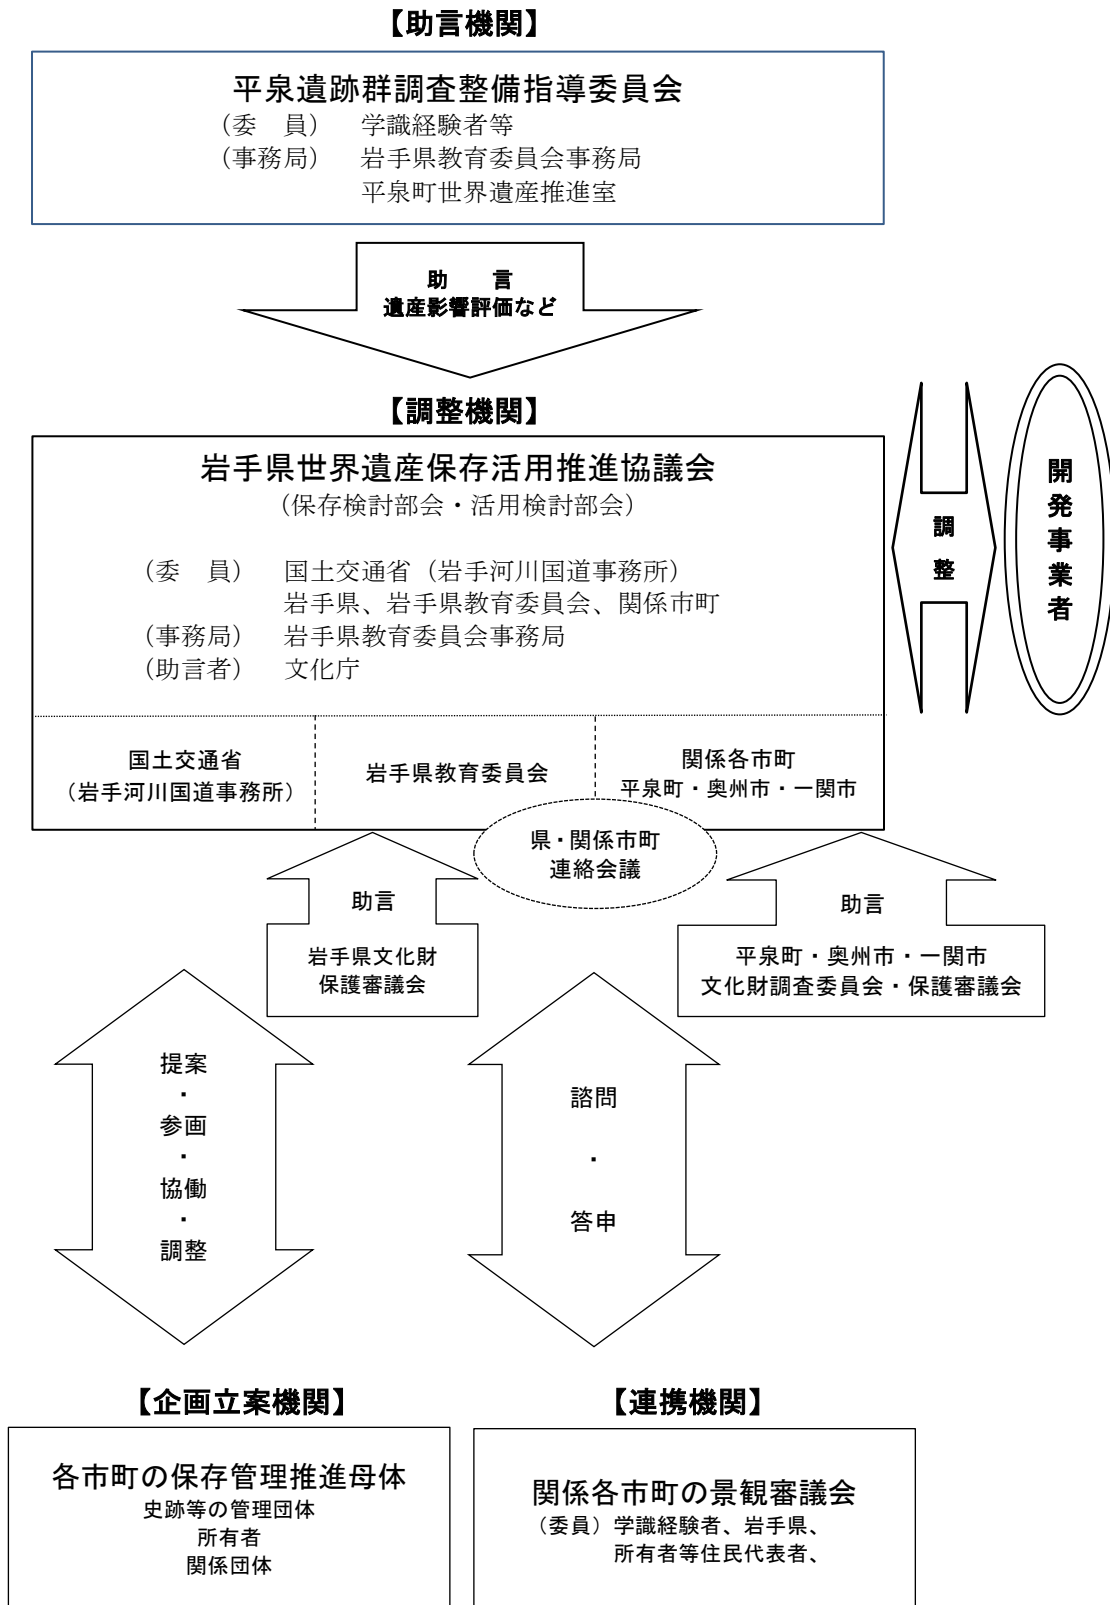 【助言機関】
平泉遺跡群調査整備指導委員会
（委　員）　学識経験者等
（事務局）　岩手県教育委員会事務局
平泉町世界遺産推進室
助　　言
遺産影響評価など
【調整機関】
岩手県世界遺産保存活用推進協議会
（保存検討部会・活用検討部会）
（委　員）　国土交通省（岩手河川国道事務所）
岩手県、岩手県教育委員会、関係市町
（事務局）　岩手県教育委員会事務局
（助言者）　文化庁
調整
開発事業者
国土交通省
（岩手河川国道事務所）
岩手県教育委員会
関係各市町
平泉町・奥州市・一関市
県・関係市町
連絡会議
助言
岩手県文化財
保護審議会
助言
平泉町・奥州市・一関市
文化財調査委員会・保護審議会
提案
・
参画
・
協働
・
調整
諮問
・
答申
【企画立案機関】
各市町の保存管理推進母体
史跡等の管理団体
所有者
関係団体
【連携機関】
関係各市町の景観審議会
（委員）学識経験者、岩手県、
所有者等住民代表者、